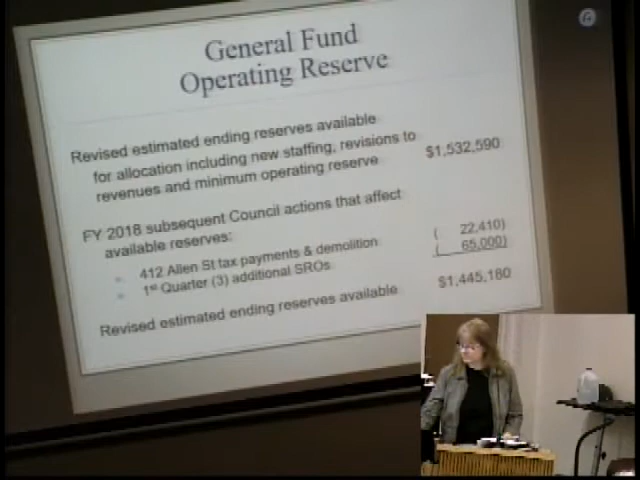 General Fund
Operating Reserve
Revised estimated ending reserves available
for allocation including new staffing, revisions to
revenues and minimum operating reserve $1,532,590
FY 2018 subsequent Council actions that affect
available reserves:
412 Allen St tax payments & demolition ( 22,410)
1st Quarter (3) additional SROs ( 65,000)
Revised estimated ending reserves available $1,445,180